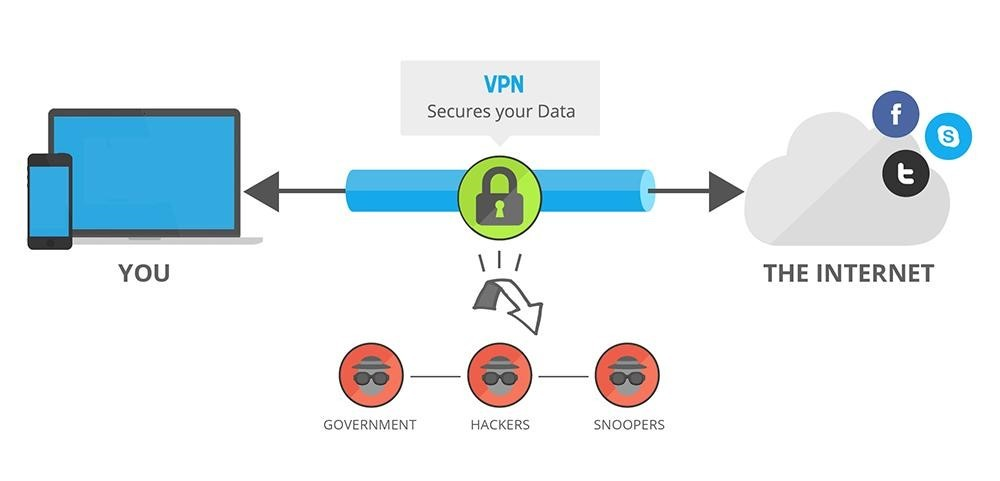 VPN
Secures your Data
f
S
t
YOU
THE INTERNET
GOVERNMENT
HACKERS
SNOOPERS